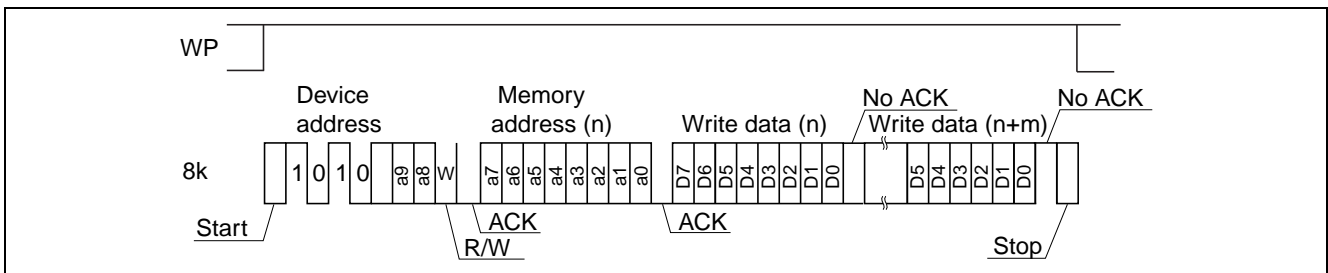 WP
Device address
Memory address (n)
Write data (n)
No ACK
Write data (n+m)
No ACK
8k
1 0 1 0 a9 a8 W a7 a6 a5 a4 a3 a2 a1 a0 D7 D6 D5 D4 D3 D2 D1 D0 D5 D4 D3 D2 D1 D0
Start
R/W
ACK
ACK
Stop